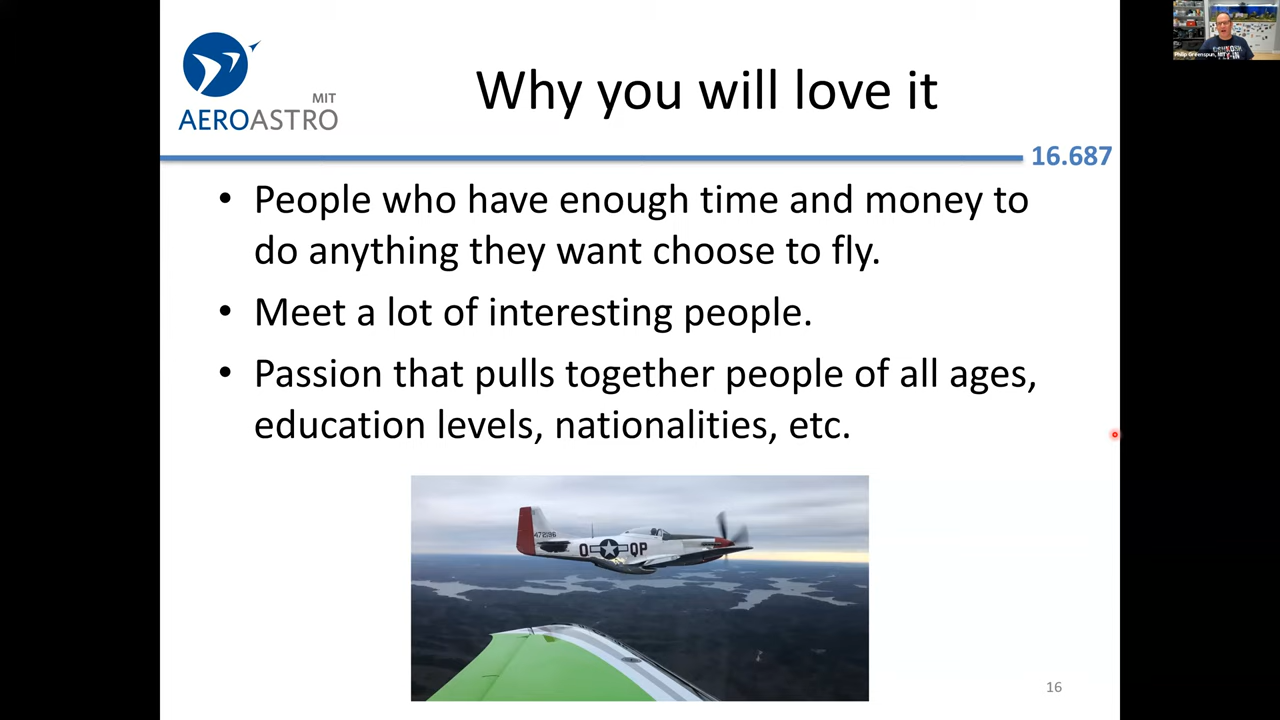 MIT
AEROASTRO
Why you will love it
16.687
• People who have enough time and money to
do anything they want choose to fly.
• Meet a lot of interesting people.
• Passion that pulls together people of all ages,
education levels, nationalities, etc.
O QP
16